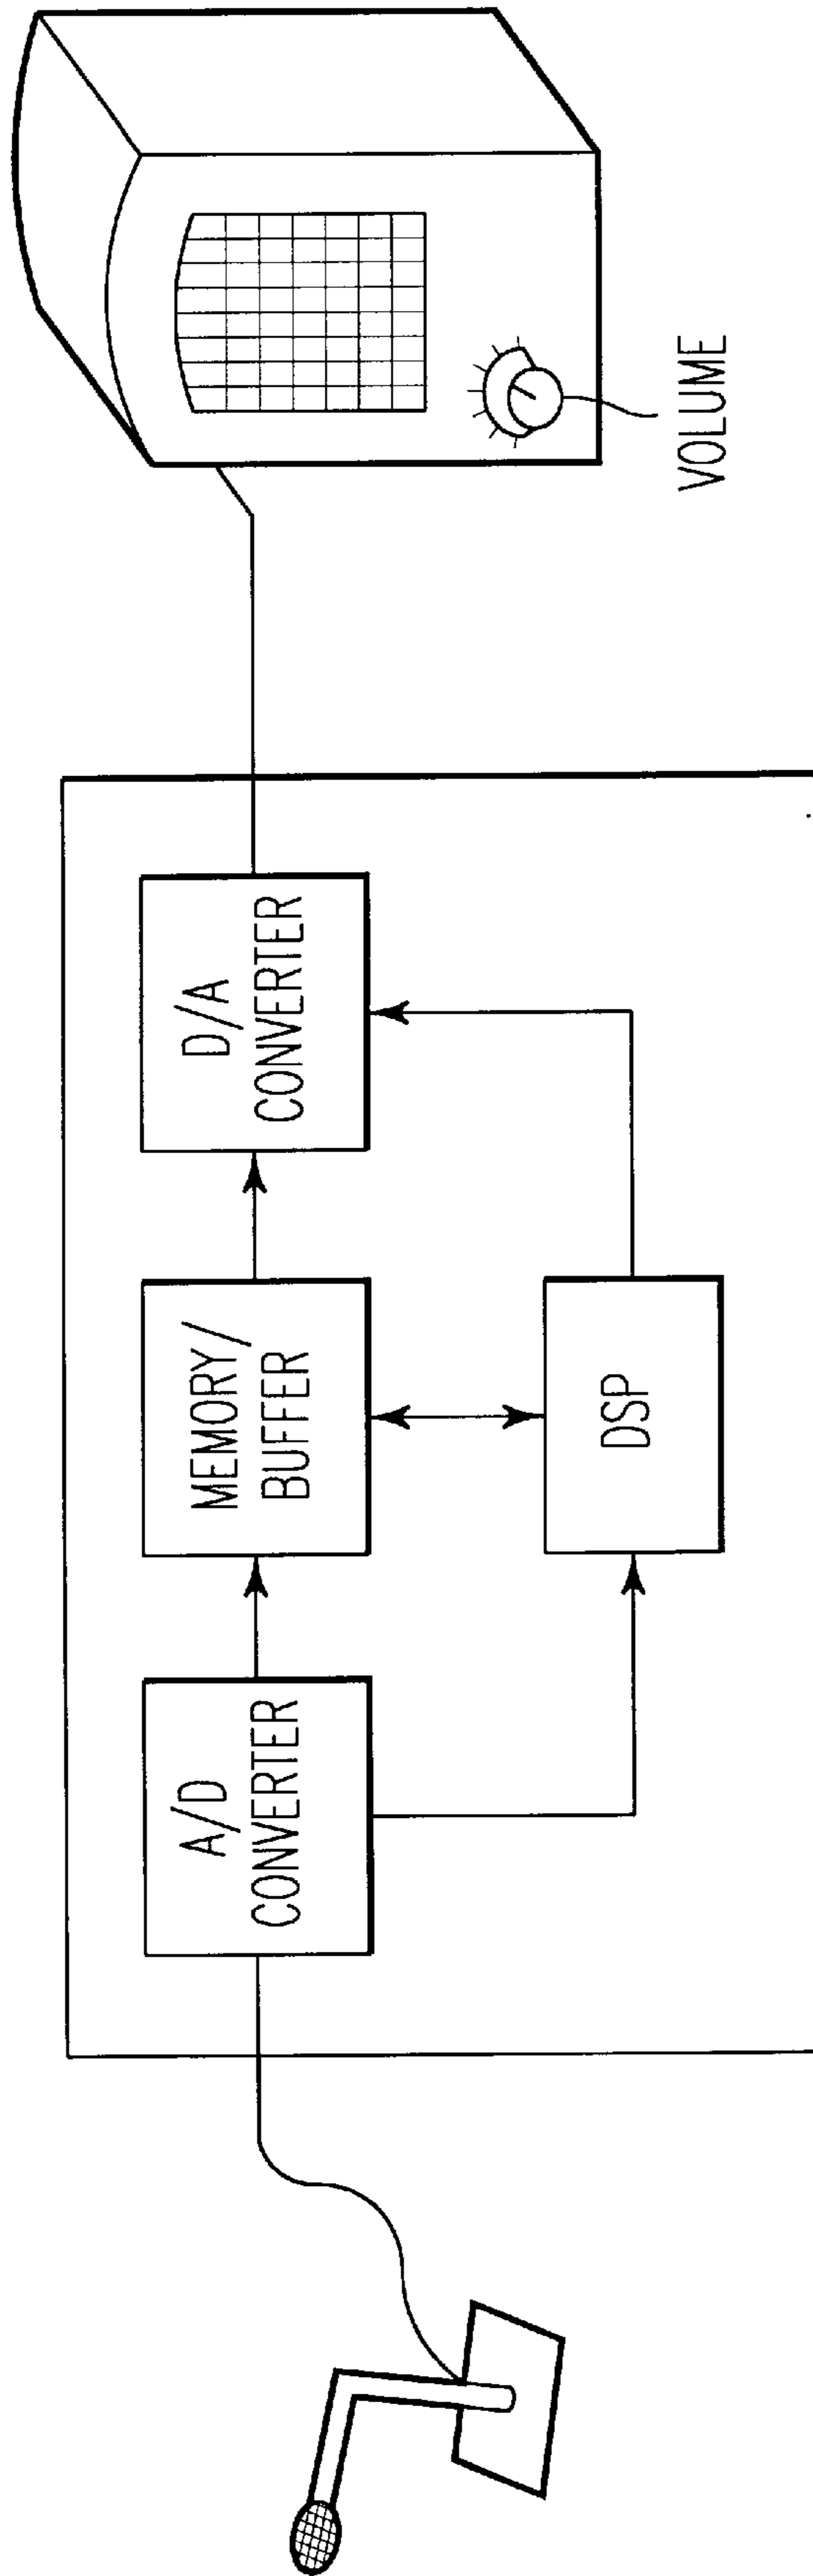 A/D
CONVERTER
MEMORY/
BUFFER
D/A
CONVERTER
DSP
VOLUME